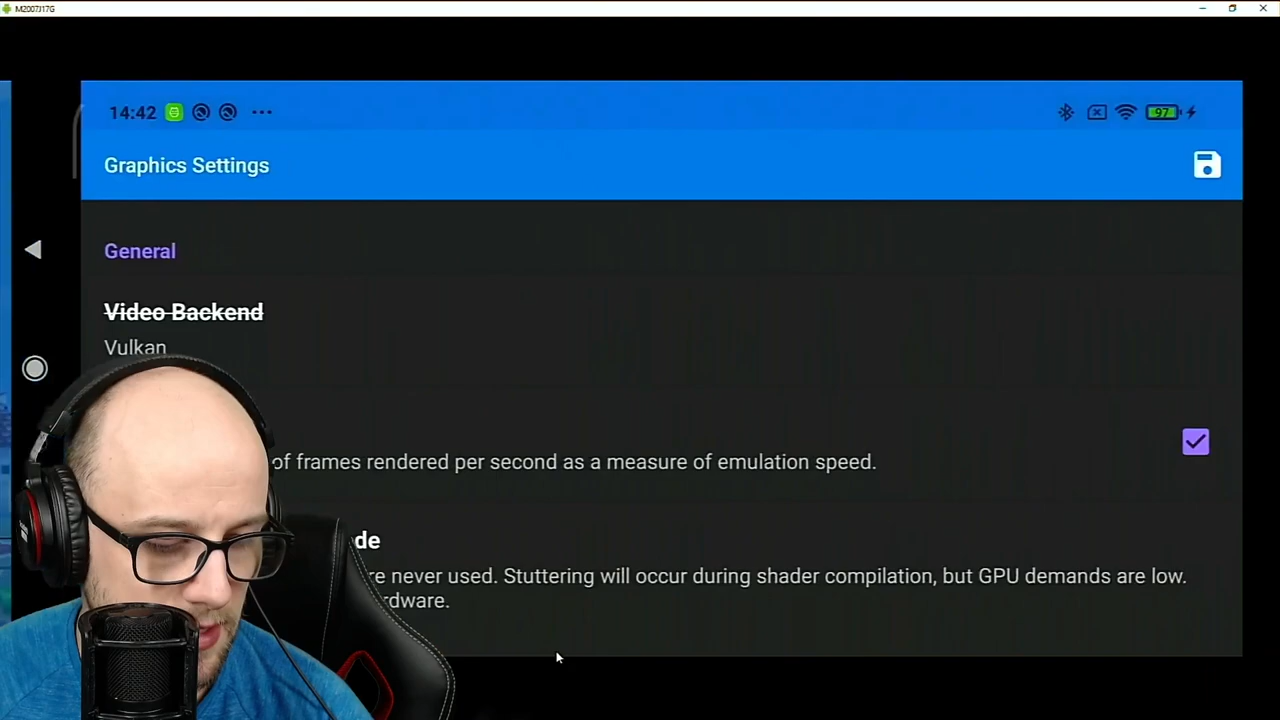 M2007J17G
14:42
97
Graphics Settings
General
Video Backend
Vulkan
of frames rendered per second as a measure of emulation speed.
de
re never used. Stuttering will occur during shader compilation, but GPU demands are low.
rdware.